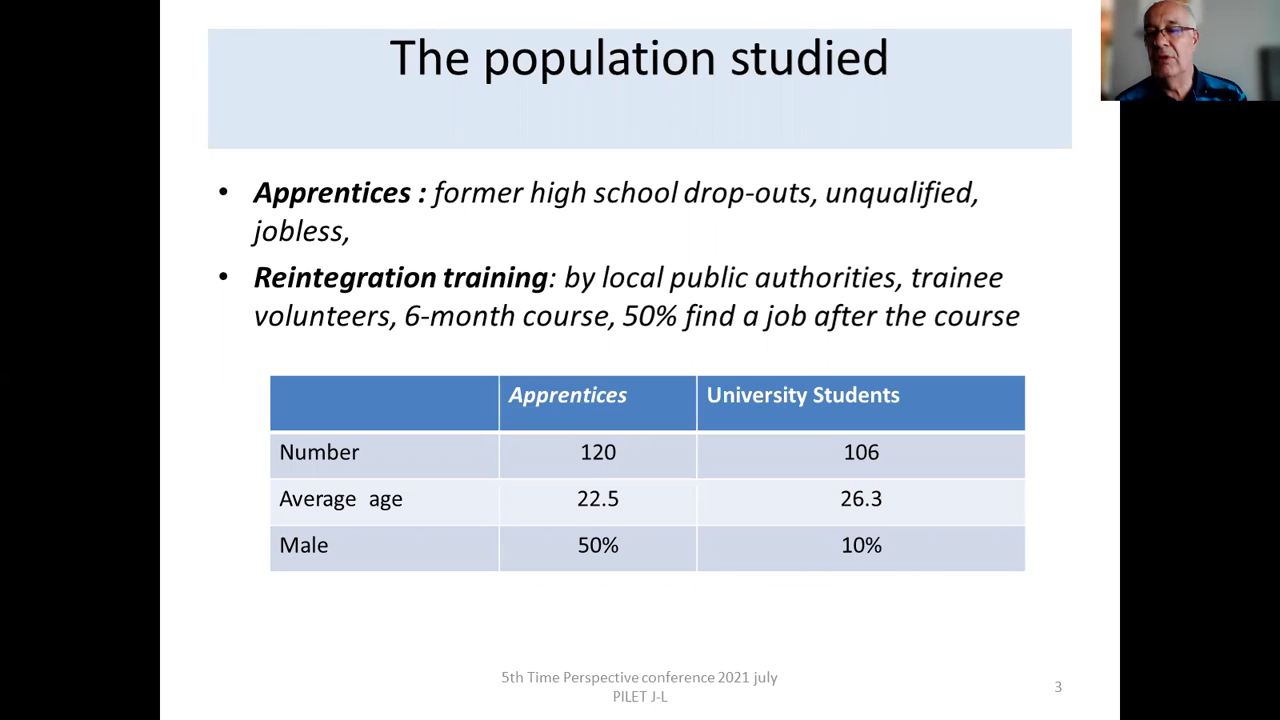 The population studied
• Apprentices : former high school drop-outs, unqualified,
jobless,
• Reintegration training: by local public authorities, trainee
volunteers, 6-month course, 50% find a job after the course
Apprentices University Students
Number 120 106
Average age 22.5 26.3
Male 50% 10%
5th Time Perspective conference 2021 july
PILET J-L
3